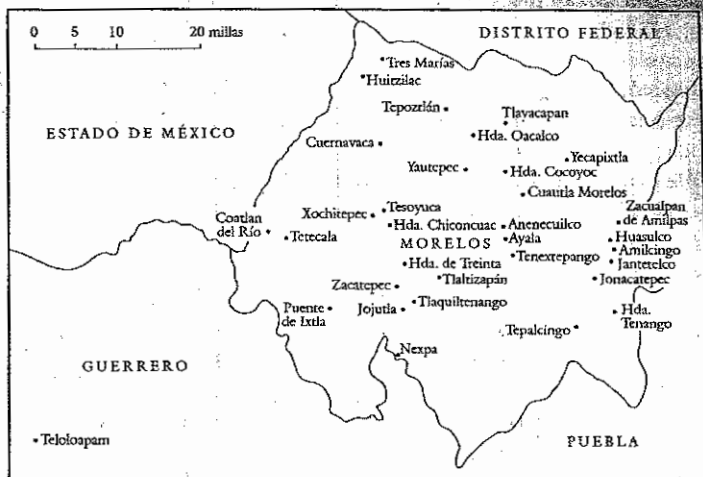 0 5 10 20 millas
DISTRITO FEDERAL
Tres Marías
Huitzilac
Tepoztlán
Tlayacapan
ESTADO DE MÉXICO
Hda. Oacalco
Cuernavaca
Yecapixtla
Yautepec
Hda. Cocoyoc
Cuautla Morelos
Zacualpan
de Amilpas
Coatlan
del Río
Xochitepec
Tesoyuca
Tetecala
Hda. Chiconcuac
Anenecuilco
MORELOS
Ayala
Huasulco
Amikingo
Tenextepango
Jantetelco
Hda. de Treinta
Tlaltizapán
Jonacatepec
Zacatepec
Puente
de Ixtla
Jojutla
Tlaquiltenango
Hda.
Tenango
Tepalcingo
Nexpa
GUERRERO
Teloloapam
PUEBLA